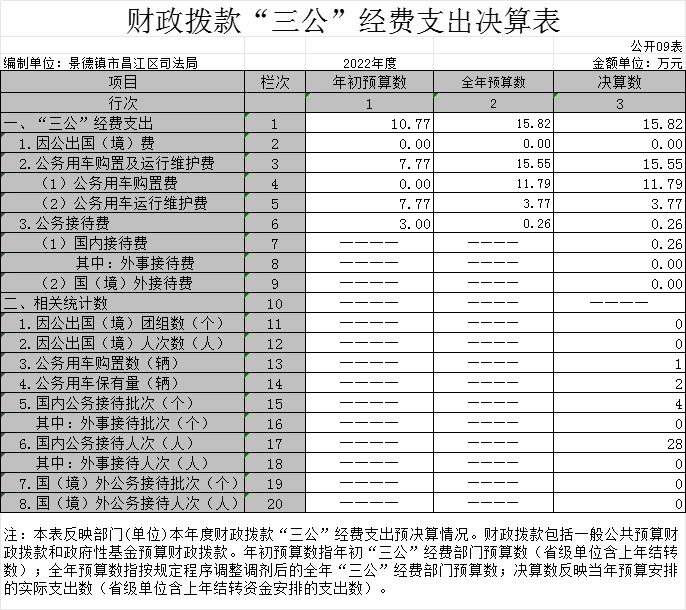 财政拨款“三公”经费支出决算表
公开09表
编制单位：景德镇市昌江区司法局 2022年度 金额单位：万元
项目 栏次 年初预算数 全年预算数 决算数
行次 1 2 3
一、“三公”经费支出 1 10.77 15.82 15.82
1.因公出国（境）费 2 0.00 0.00 0.00
2.公务用车购置及运行维护费 3 7.77 15.55 15.55
（1）公务用车购置费 4 0.00 11.79 11.79
（2）公务用车运行维护费 5 7.77 3.77 3.77
3.公务接待费 6 3.00 0.26 0.26
（1）国内接待费 7 ———— ———— 0.26
其中：外事接待费 8 ———— ———— 0.00
（2）国（境）外接待费 9 ———— ———— 0.00
二、相关统计数 10 ———— ———— ————
1.因公出国（境）团组数（个） 11 ———— ———— 0
2.因公出国（境）人次数（人） 12 ———— ———— 0
3.公务用车购置数（辆） 13 ———— ———— 1
4.公务用车保有量（辆） 14 ———— ———— 2
5.国内公务接待批次（个） 15 ———— ———— 4
其中：外事接待批次（个） 16 ———— ———— 0
6.国内公务接待人次（人） 17 ———— ———— 28
其中：外事接待人次（人） 18 ———— ———— 0
7.国（境）外公务接待批次（个） 19 ———— ———— 0
8.国（境）外公务接待人次（人） 20 ———— ———— 0
注：本表反映部门(单位)本年度财政拨款“三公”经费支出预决算情况。财政拨款包括一般公共预算财
政拨款和政府性基金预算财政拨款。年初预算数指年初“三公”经费部门预算数（省级单位含上年结转
数）；全年预算数指按规定程序调整调剂后的全年“三公”经费部门预算数；决算数反映当年预算安排
的实际支出数（省级单位含上年结转资金安排的支出数）。